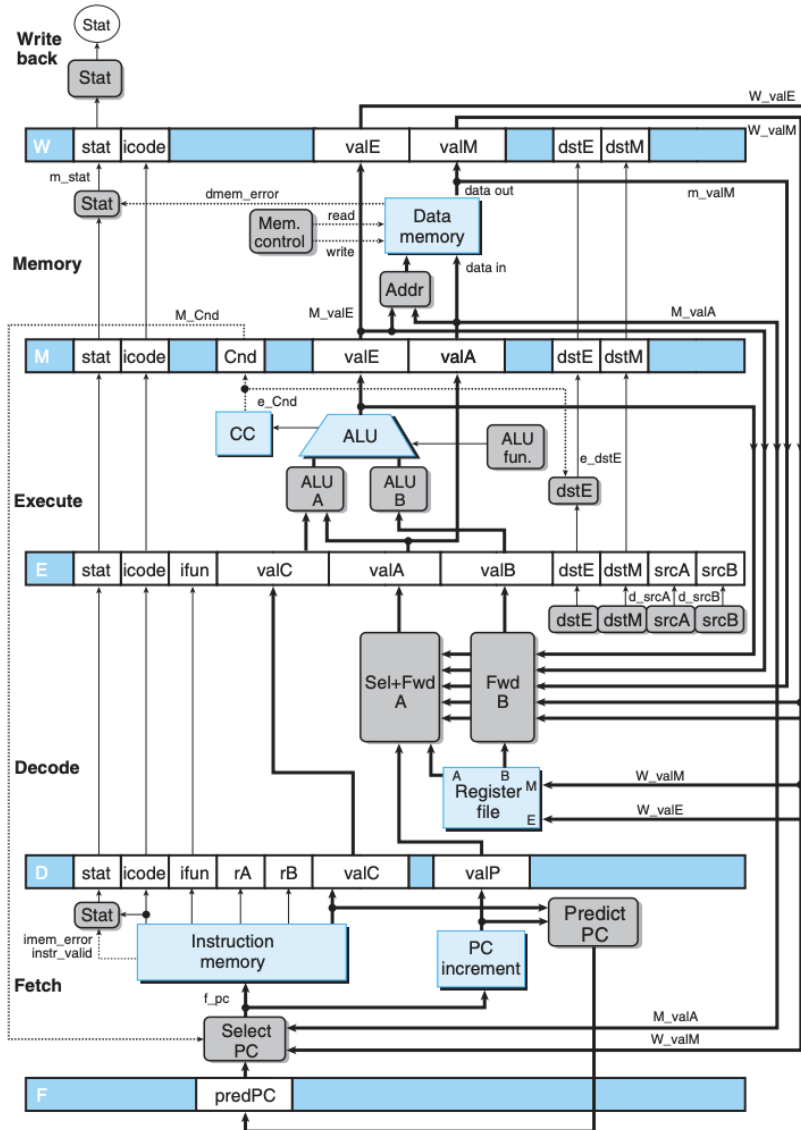 Stat
Write
back
Stat
W_valE
W_valM
W stat icode valE valM dstE dstM
m_stat
data out
m_valM
Stat
dmem_error
Mem.
control
read
write
Data
memory
Memory
data in
Addr
M_Cnd
M_valE
M_valA
M stat icode Cnd valE valA dstE dstM
e_Cnd
CC
ALU
ALU
fun.
e_dstE
ALU
A
ALU
B
dstE
Execute
E stat icode ifun valC valA valB dstE dstM srcA srcB
d_srcA d_srcB
dstE dstM srcA srcB
Sel+Fwd
A
Fwd
B
Decode
A B
Register
file
M
E
W_valM
W_valE
D stat icode ifun rA rB valC valP
Stat
imem_error
instr_valid
Instruction
memory
PC
increment
Predict
PC
Fetch
f_pc
Select
PC
M_valA
W_valM
F predPC